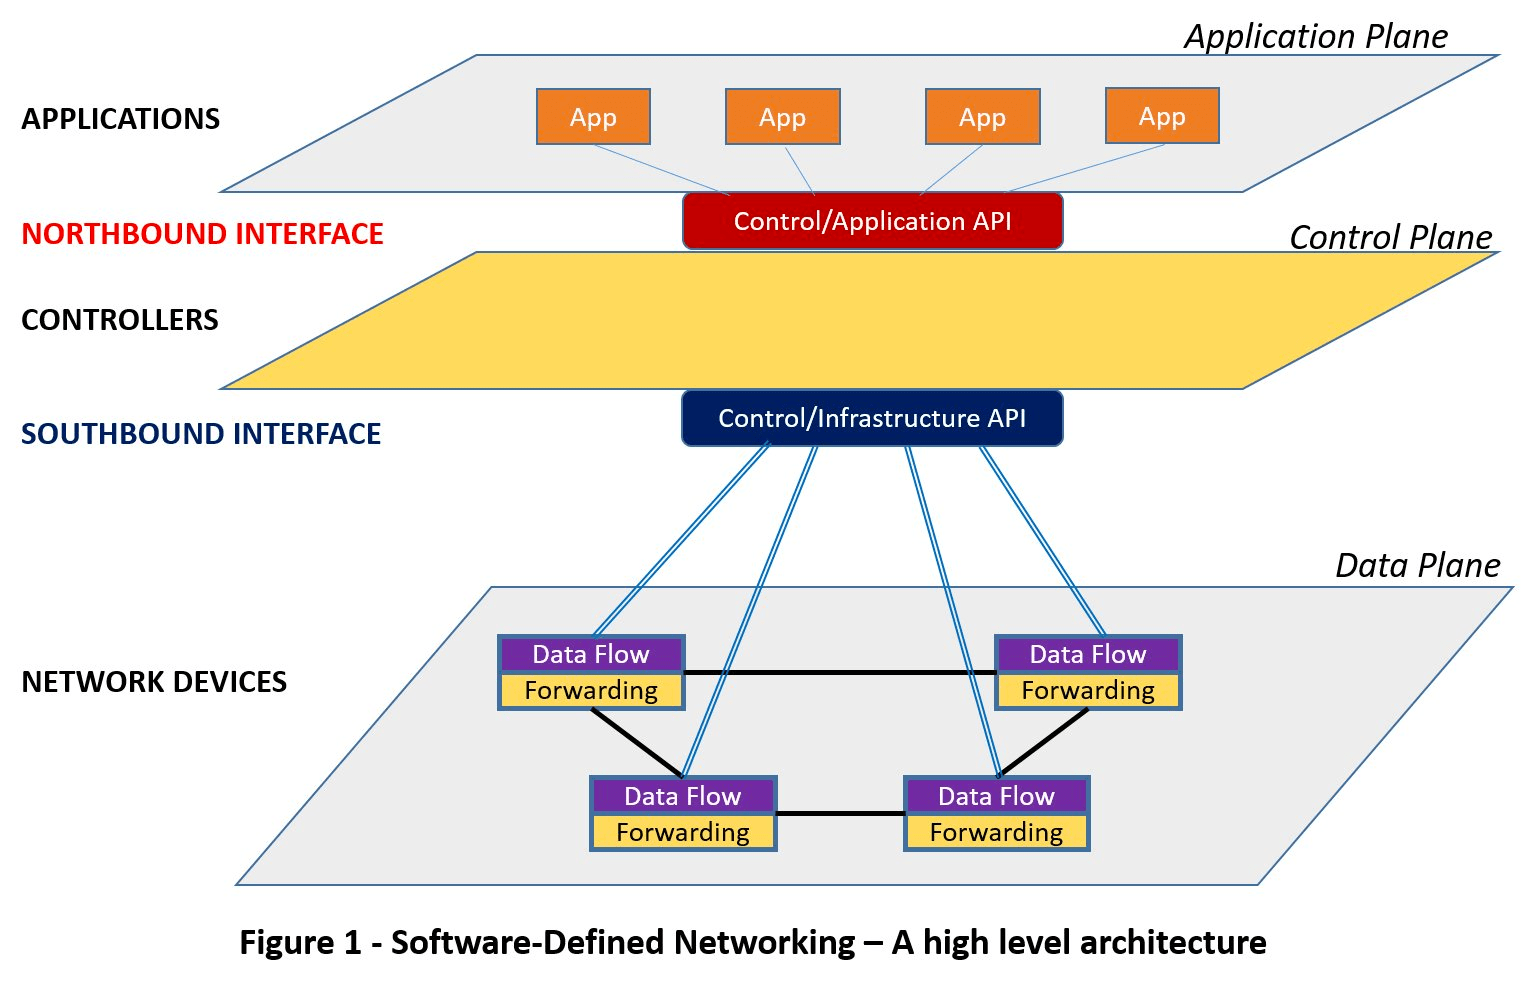 Application Plane
APPLICATIONS
App
App
App
App
NORTHBOUND INTERFACE
Control/Application API
Control Plane
CONTROLLERS
SOUTHBOUND INTERFACE
Control/Infrastructure API
Data Plane
NETWORK DEVICES
Data Flow
Forwarding
Data Flow
Forwarding
Data Flow
Forwarding
Data Flow
Forwarding
Figure 1 - Software-Defined Networking – A high level architecture